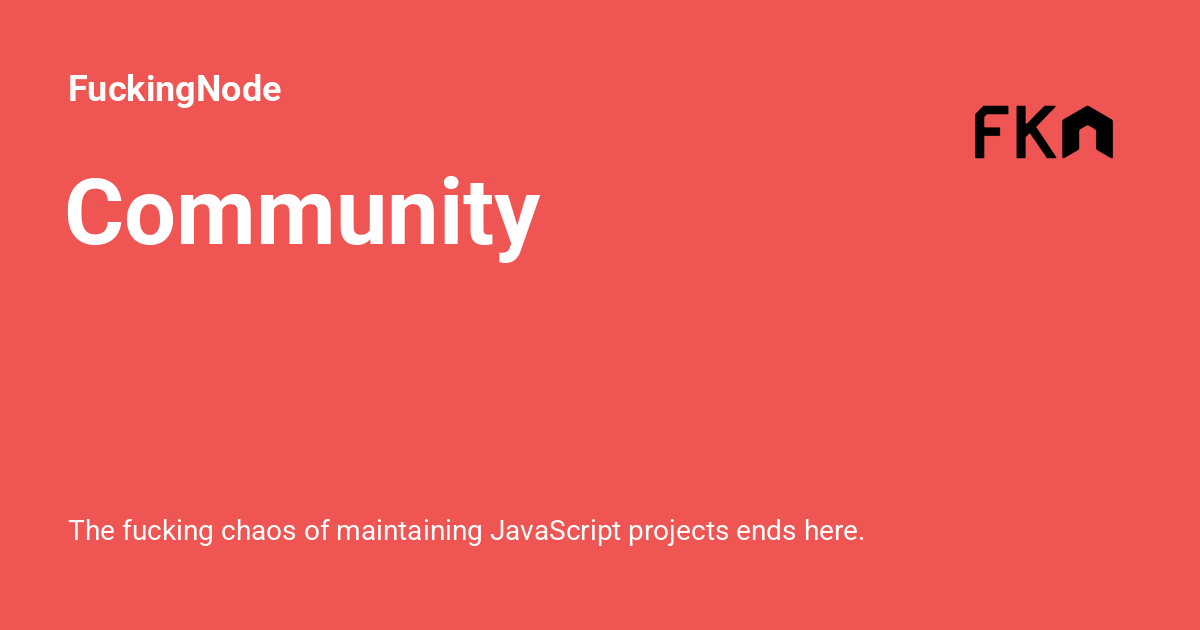 FuckingNode
FKn
Community
The fucking chaos of maintaining JavaScript projects ends here.